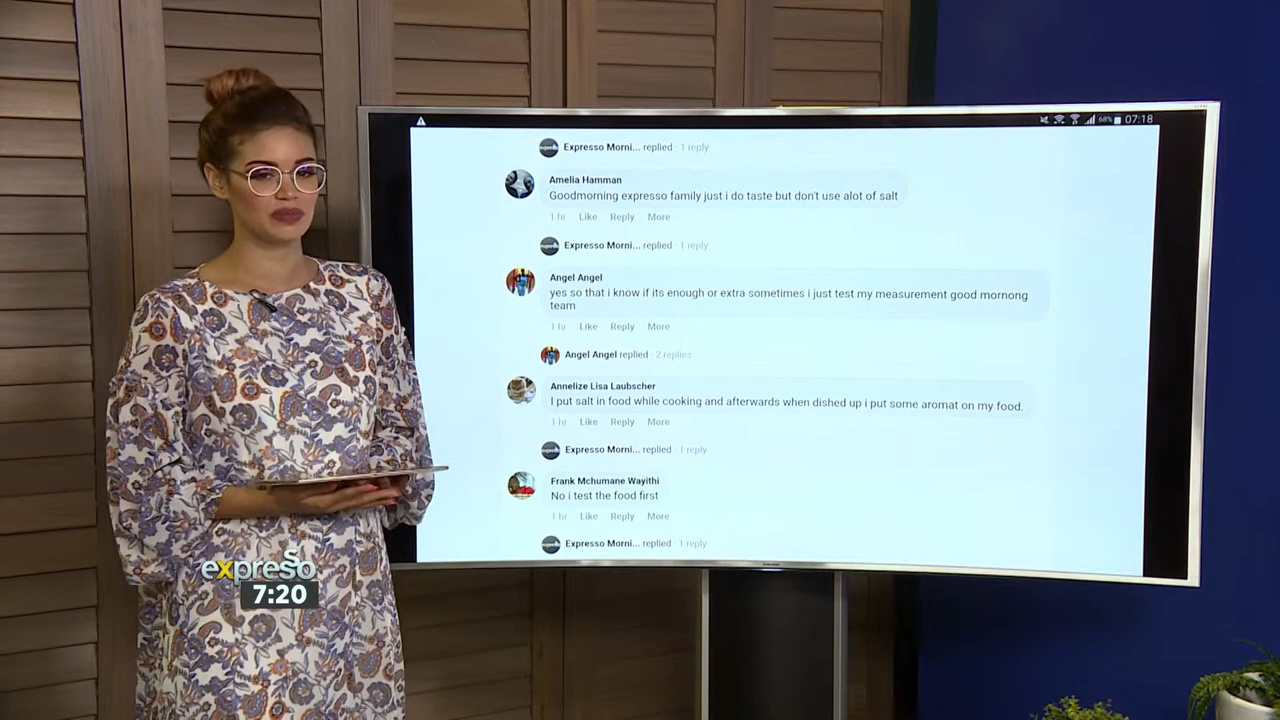 07:18
68%
Expresso Morni... replied · 1 reply
Amelia Hamman
Goodmorning expresso family just i do taste but don't use alot of salt
1 hr Like Reply More
Expresso Morni... replied · 1 reply
Angel Angel
yes so that i know if its enough or extra sometimes i just test my measurement good mornong
team
1 hr Like Reply More
Angel Angel replied · 2 replies
Annelize Lisa Laubscher
I put salt in food while cooking and afterwards when dished up i put some aromat on my food.
1 hr Like Reply More
Expresso Morni... replied · 1 reply
Frank Mchumane Wayithi
No i test the food first
1 hr Like Reply More
Expresso Morni... replied · 1 reply
expresso
7:20